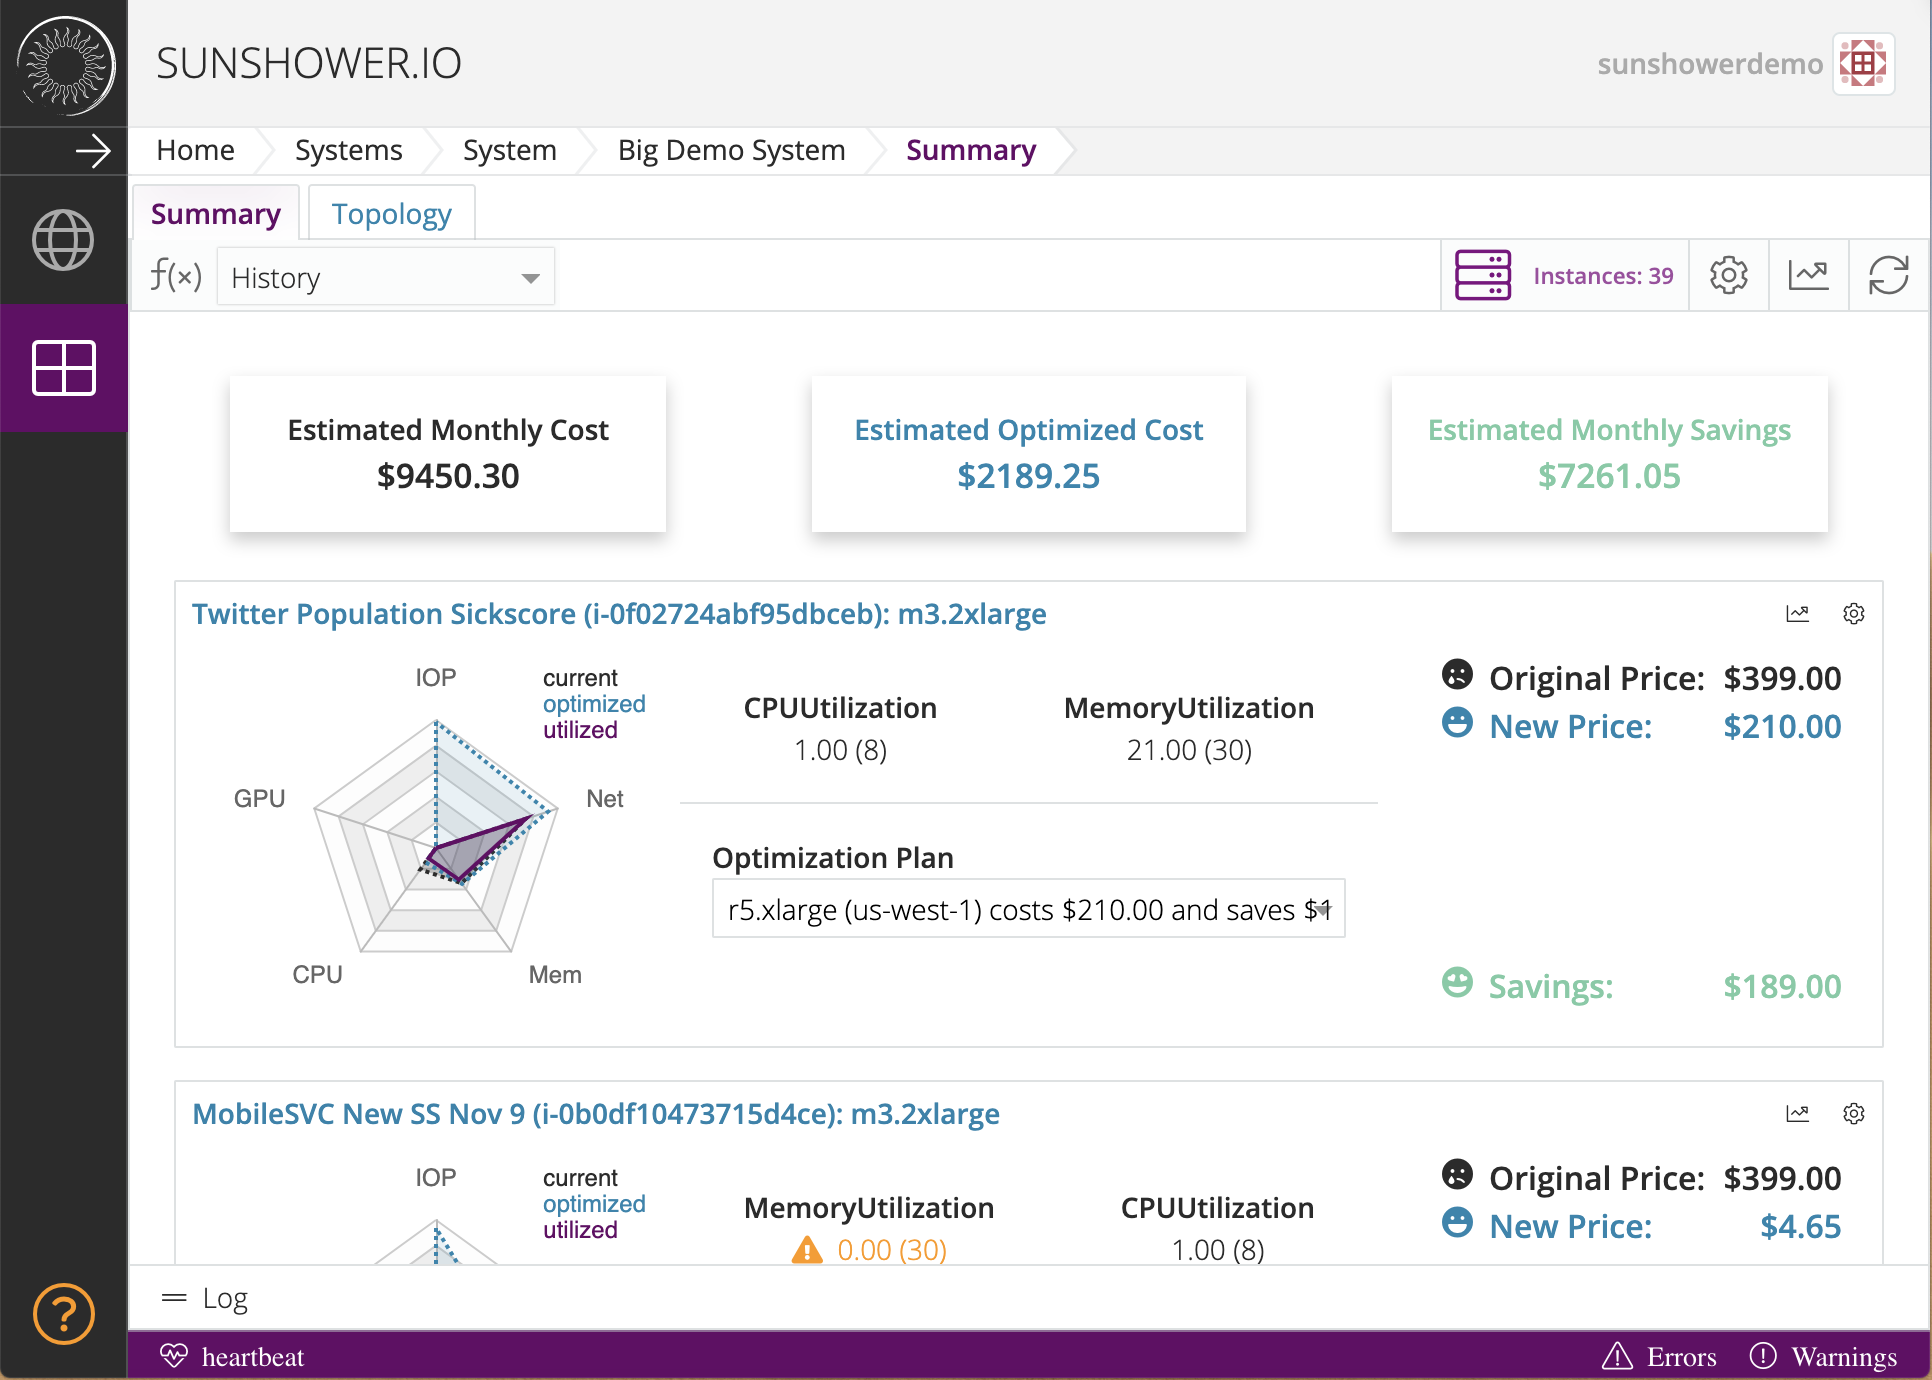 SUNSHOWER.IO
sunshowerdemo
Home Systems System Big Demo System Summary
Summary Topology
f(x) History Instances: 39
Estimated Monthly Cost
$9450.30
Estimated Optimized Cost
$2189.25
Estimated Monthly Savings
$7261.05
Twitter Population Sickscore (i-0f02724abf95dbceb): m3.2xlarge
IOP
Net
Mem
CPU
GPU
current
optimized
utilized
CPUUtilization
1.00 (8)
MemoryUtilization
21.00 (30)
Optimization Plan
r5.xlarge (us-west-1) costs $210.00 and saves $1
Original Price: $399.00
New Price: $210.00
Savings: $189.00
MobileSVC New SS Nov 9 (i-0b0df10473715d4ce): m3.2xlarge
IOP
current
optimized
utilized
MemoryUtilization
0.00 (30)
CPUUtilization
1.00 (8)
Original Price: $399.00
New Price: $4.65
Log
heartbeat Errors Warnings